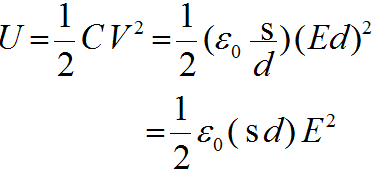 U = 1/2 CV² = 1/2 (ε₀ s/d)(Ed)²
= 1/2 ε₀(sd)E²